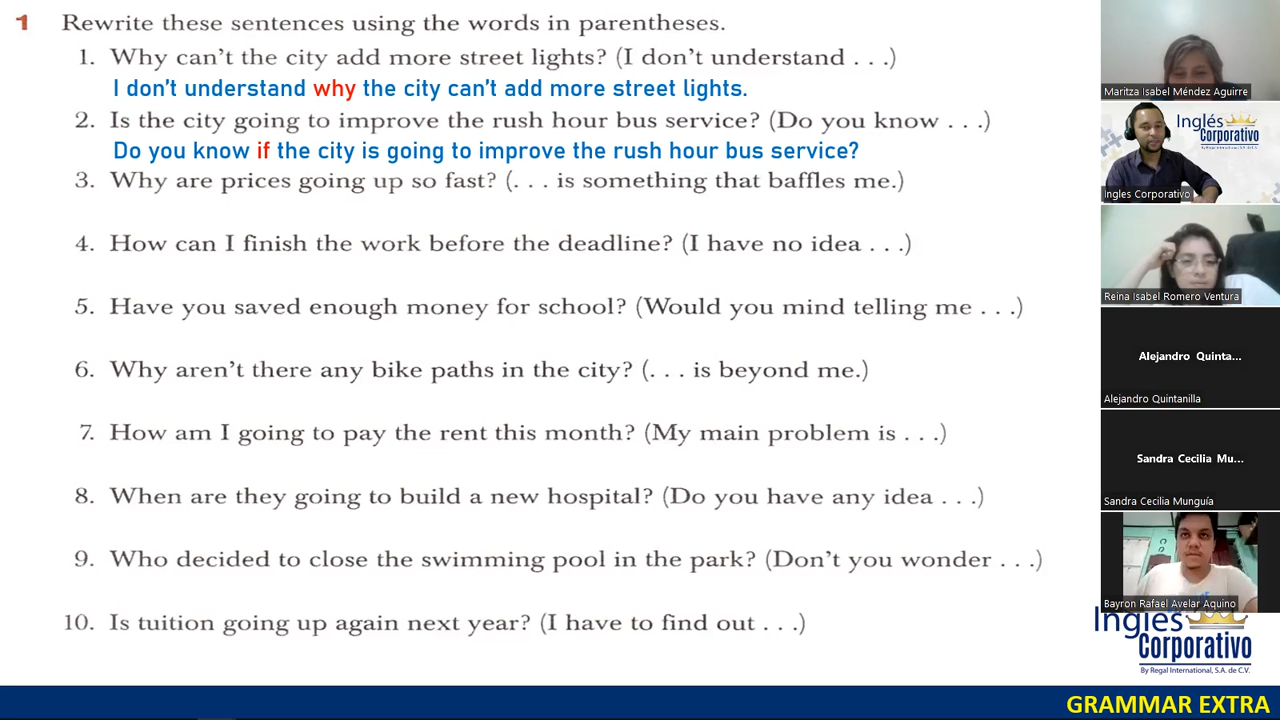 1 Rewrite these sentences using the words in parentheses.
1. Why can't the city add more street lights? (I don't understand . . .)
I don't understand why the city can't add more street lights.
2. Is the city going to improve the rush hour bus service? (Do you know . . .)
Do you know if the city is going to improve the rush hour bus service?
3. Why are prices going up so fast? (. . . is something that baffles me.)
4. How can I finish the work before the deadline? (I have no idea . . .)
5. Have you saved enough money for school? (Would you mind telling me . . .)
6. Why aren't there any bike paths in the city? (. . . is beyond me.)
7. How am I going to pay the rent this month? (My main problem is . . .)
8. When are they going to build a new hospital? (Do you have any idea . . .)
9. Who decided to close the swimming pool in the park? (Don't you wonder . . .)
10. Is tuition going up again next year? (I have to find out . . .)
Maritza Isabel Méndez Aguirre
Inglés
Corporativo
By Regal International, S.A. de C.V.
Ingles Corporativo
Reina Isabel Romero Ventura
Alejandro Quinta...
Alejandro Quintanilla
Sandra Cecilia Mu...
Sandra Cecilia Munguía
Bayron Rafael Avelar Aquino
Inglés
Corporativo
By Regal International, S.A. de C.V.
GRAMMAR EXTRA